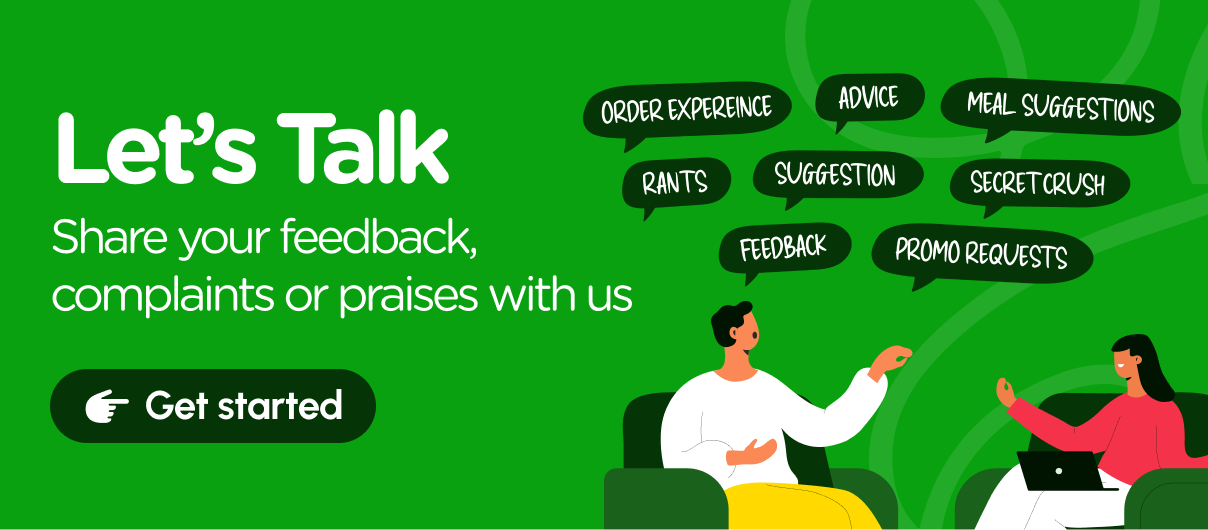 Let's Talk
Share your feedback,
complaints or praises with us
Get started
ORDER EXPEREINCE
ADVICE
MEAL SUGGESTIONS
RANTS
SUGGESTION
SECRET CRUSH
FEEDBACK
PROMO REQUESTS